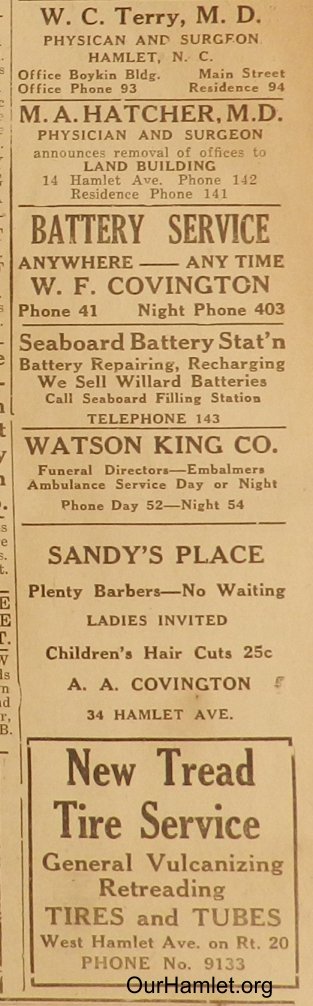 W. C. Terry, M. D.
PHYSICAN AND SURGEON
HAMLET, N. C.
Office Boykin Bldg. Main Street
Office Phone 93 Residence 94
M. A. HATCHER, M.D.
PHYSICIAN AND SURGEON
announces removal of offices to
LAND BUILDING
14 Hamlet Ave. Phone 142
Residence Phone 141
BATTERY SERVICE
ANYWHERE — ANY TIME
W. F. COVINGTON
Phone 41 Night Phone 403
Seaboard Battery Stat'n
Battery Repairing, Recharging
We Sell Willard Batteries
Call Seaboard Filling Station
TELEPHONE 143
WATSON KING CO.
Funeral Directors—Embalmers
Ambulance Service Day or Night
Phone Day 52—Night 54
SANDY'S PLACE
Plenty Barbers—No Waiting
LADIES INVITED
Children's Hair Cuts 25c
A. A. COVINGTON
34 HAMLET AVE.
New Tread
Tire Service
General Vulcanizing
Retreading
TIRES and TUBES
West Hamlet Ave. on Rt. 20
PHONE No. 9133
OurHamlet.org